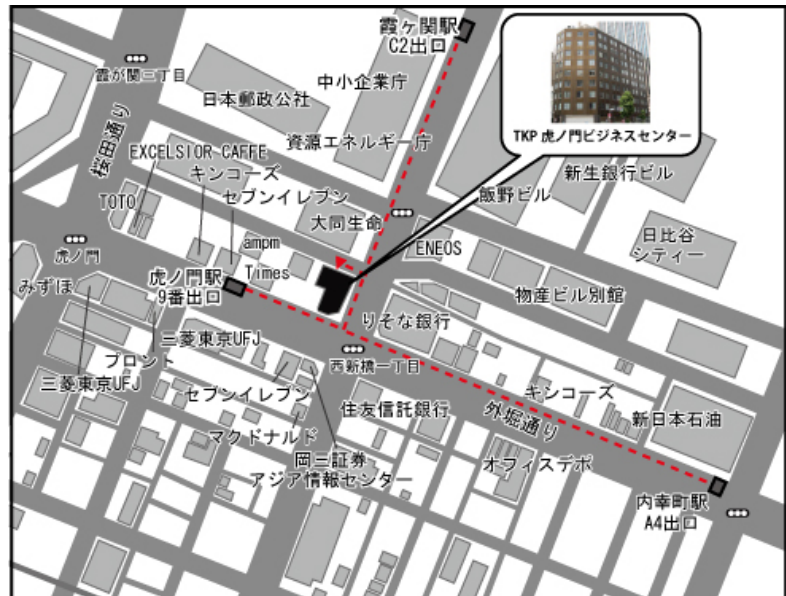 霞ヶ関駅
C2出口
TKP 虎ノ門ビジネスセンター
霞が関三丁目
中小企業庁
日本郵政公社
桜田通り
資源エネルギー庁
EXCELSIOR CAFFE
キンコーズ
セブンイレブン
新生銀行ビル
飯野ビル
TOTO
大同生命
日比谷
シティー
ampm
ENEOS
虎ノ門
みずほ
虎ノ門駅
9番出口
Times
物産ビル別館
りそな銀行
三菱東京UFJ
プロント
西新橋一丁目
三菱東京UFJ
セブンイレブン
キンコーズ
マクドナルド
住友信託銀行
外堀通り
新日本石油
岡三証券
アジア情報センター
オフィスデポ
内幸町駅
A4出口